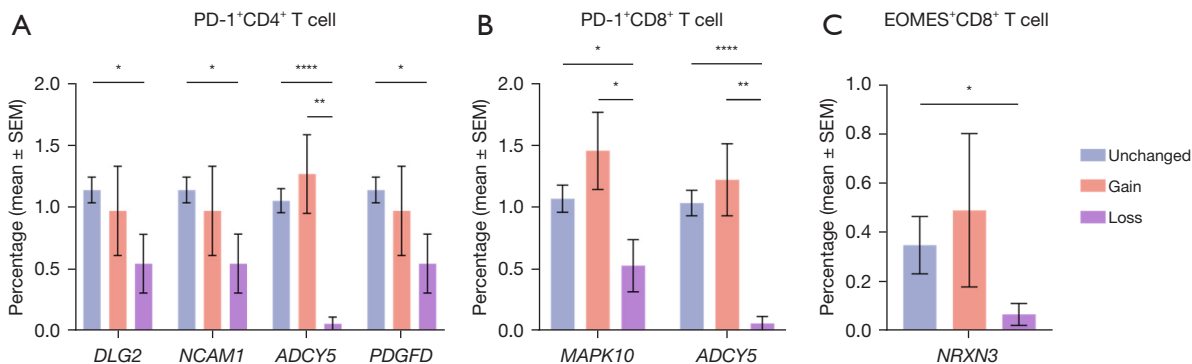 A
PD-1⁺CD4⁺ T cell
Percentage (mean ± SEM)
2.0
1.5
1.0
0.5
0.0
*
*
****
**
*
DLG2
NCAM1
ADCY5
PDGFD
B
PD-1⁺CD8⁺ T cell
Percentage (mean ± SEM)
2.0
1.5
1.0
0.5
0.0
*
*
****
**
MAPK10
ADCY5
C
EOMES⁺CD8⁺ T cell
Percentage (mean ± SEM)
1.0
0.8
0.6
0.4
0.2
0.0
*
NRXN3
Unchanged
Gain
Loss